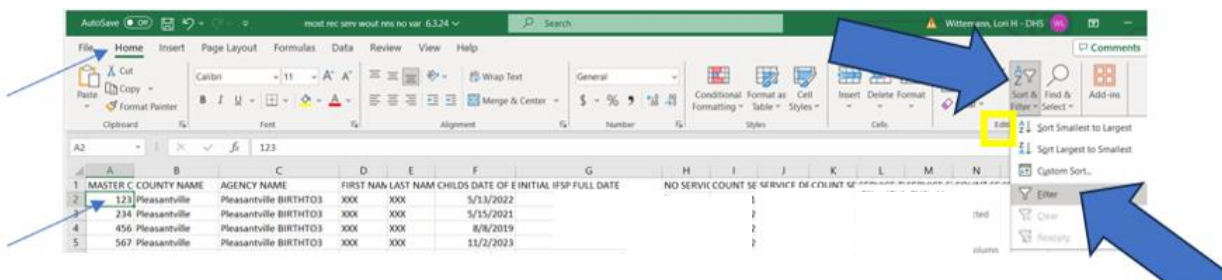 AutoSave Off most rec serv wout nns no var 6.3.24 Search Wittemann, Lori H - DHS WL
File Home Insert Page Layout Formulas Data Review View Help Comments
Cut
Copy
Paste
Format Painter
Calibri 11 A A
B I U A
Wrap Text
Merge & Center
General
$ % 9
Conditional Formatting
Format as Table
Cell Styles
Insert Delete Format
Sort & Filter
Find & Select
Add-ins
Clipboard Font Alignment Number Styles Cells
Sort Smallest to Largest
Sort Largest to Smallest
Custom Sort...
Filter
Clear
Reapply
A2 fx 123
A B C D E F G H I J K L M N
1 MASTER C COUNTY NAME AGENCY NAME FIRST NAM LAST NAM CHILDS DATE OF E INITIAL IFSP FULL DATE NO SERVIC COUNT SE SERVICE DE COUNT SE
2 123 Pleasantville Pleasantville BIRTHTO3 XXX XXX 5/13/2022
3 234 Pleasantville Pleasantville BIRTHTO3 XXX XXX 5/15/2021
4 456 Pleasantville Pleasantville BIRTHTO3 XXX XXX 8/8/2019
5 567 Pleasantville Pleasantville BIRTHTO3 XXX XXX 11/2/2023